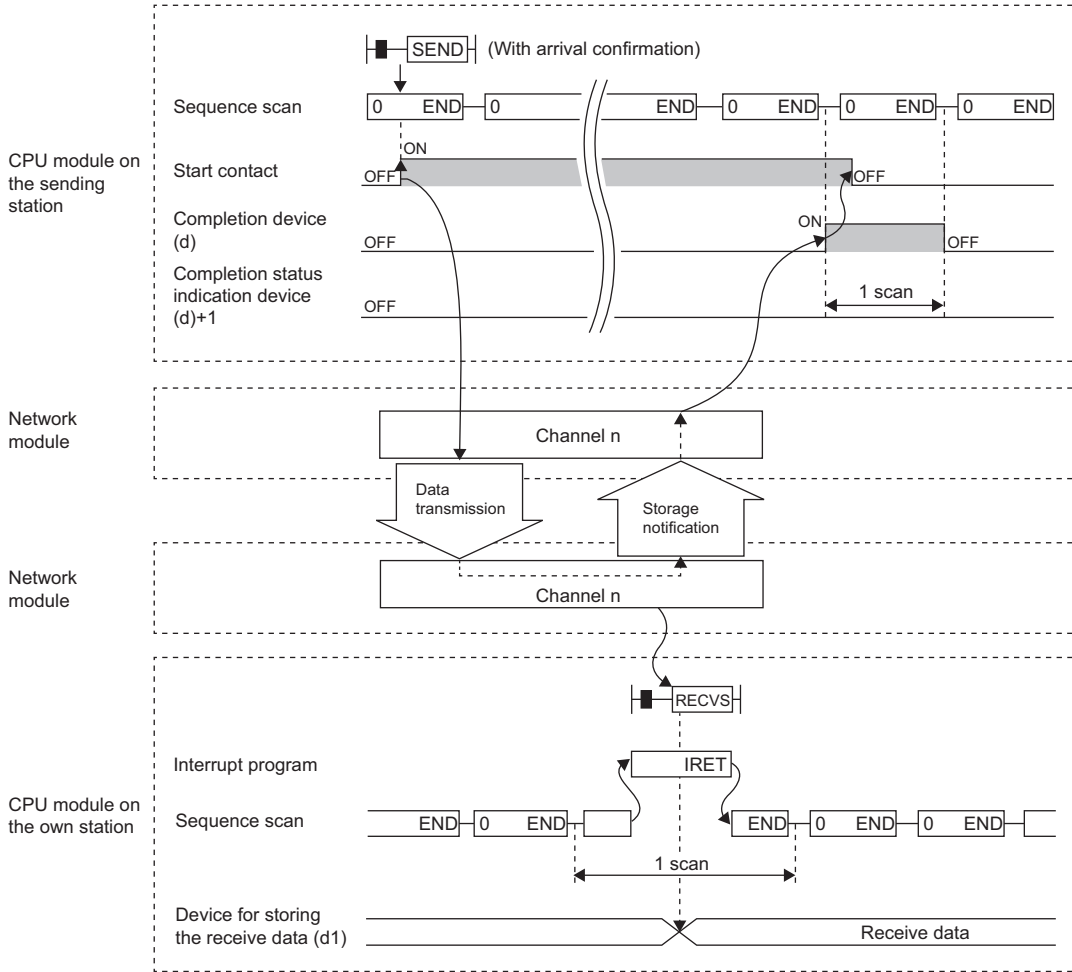 SEND (With arrival confirmation)
Sequence scan
0 END 0 END 0 END 0 END 0 END
CPU module on
the sending
station
ON
Start contact
OFF OFF
Completion device
(d)
ON
OFF OFF
Completion status
indication device
(d)+1
OFF
1 scan
Network
module
Channel n
Data
transmission
Storage
notification
Network
module
Channel n
RECVS
Interrupt program
IRET
CPU module on
the own station
Sequence scan
END 0 END END 0 END 0 END
1 scan
Device for storing
the receive data (d1)
Receive data